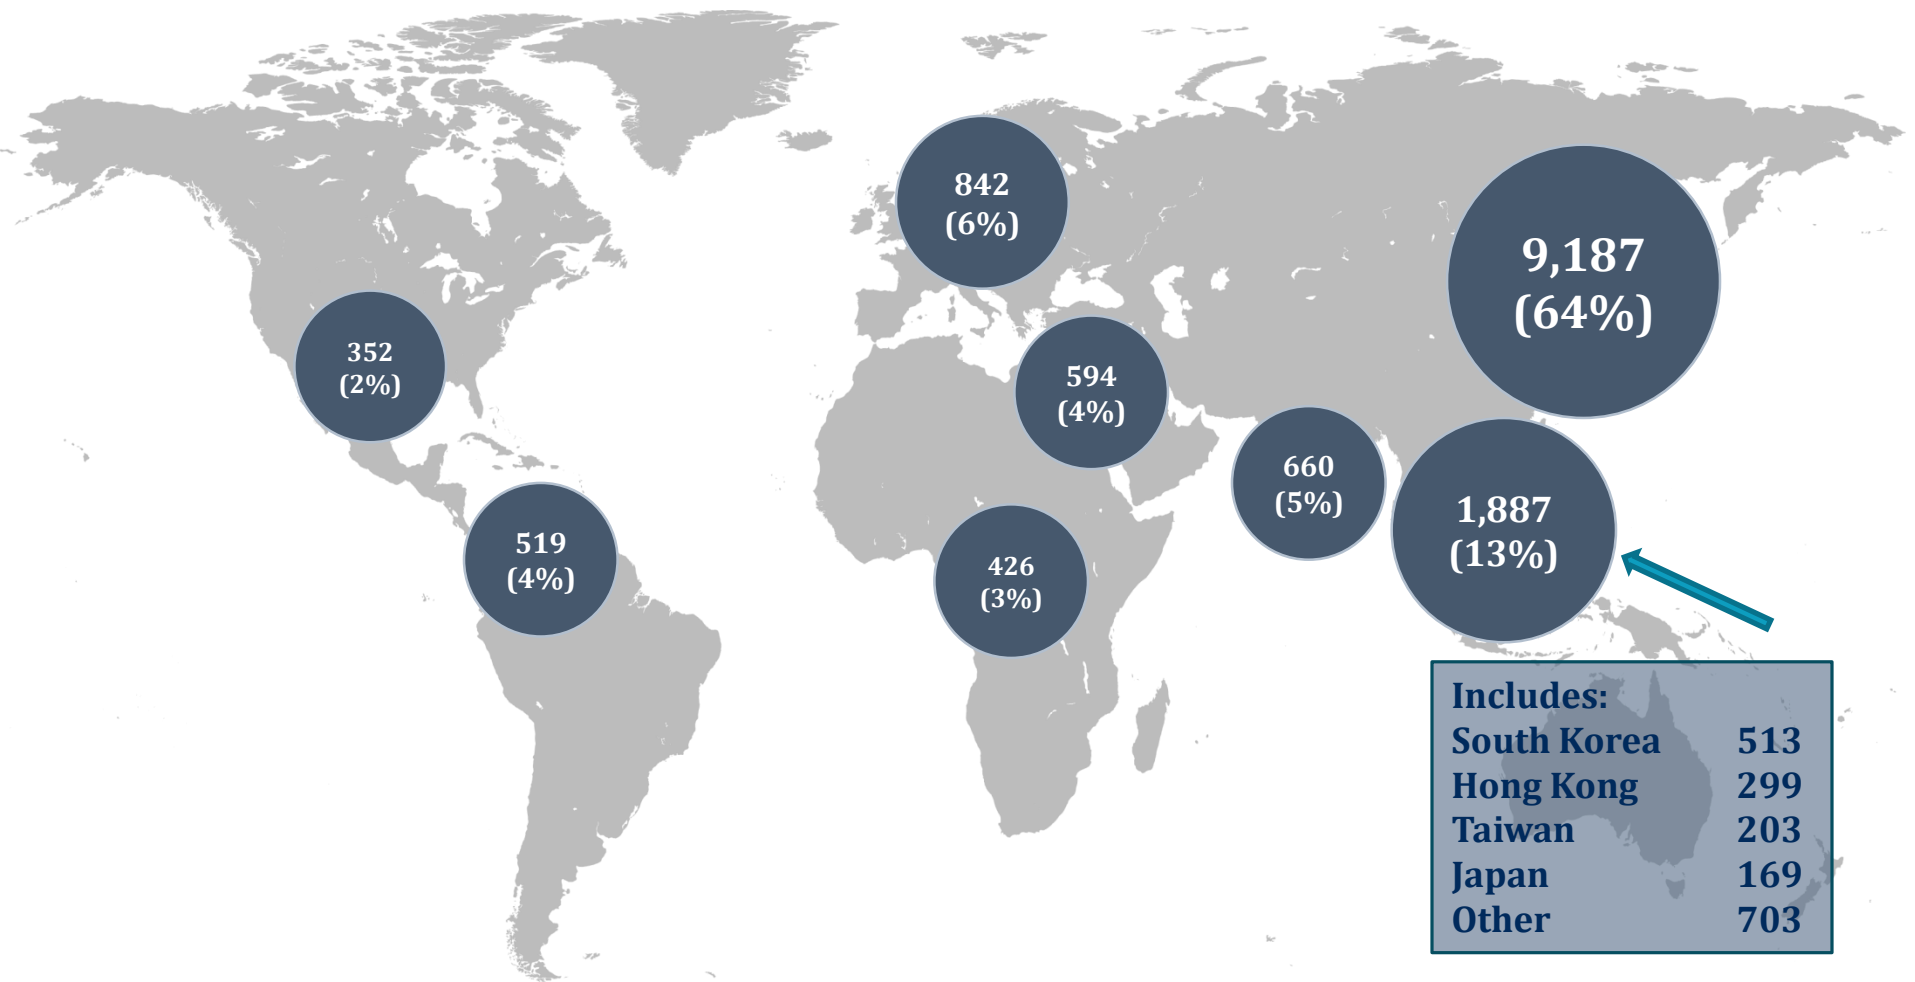 842
(6%)
9,187
(64%)
352
(2%)
594
(4%)
660
(5%)
1,887
(13%)
519
(4%)
426
(3%)
Includes:
South Korea 513
Hong Kong 299
Taiwan 203
Japan 169
Other 703